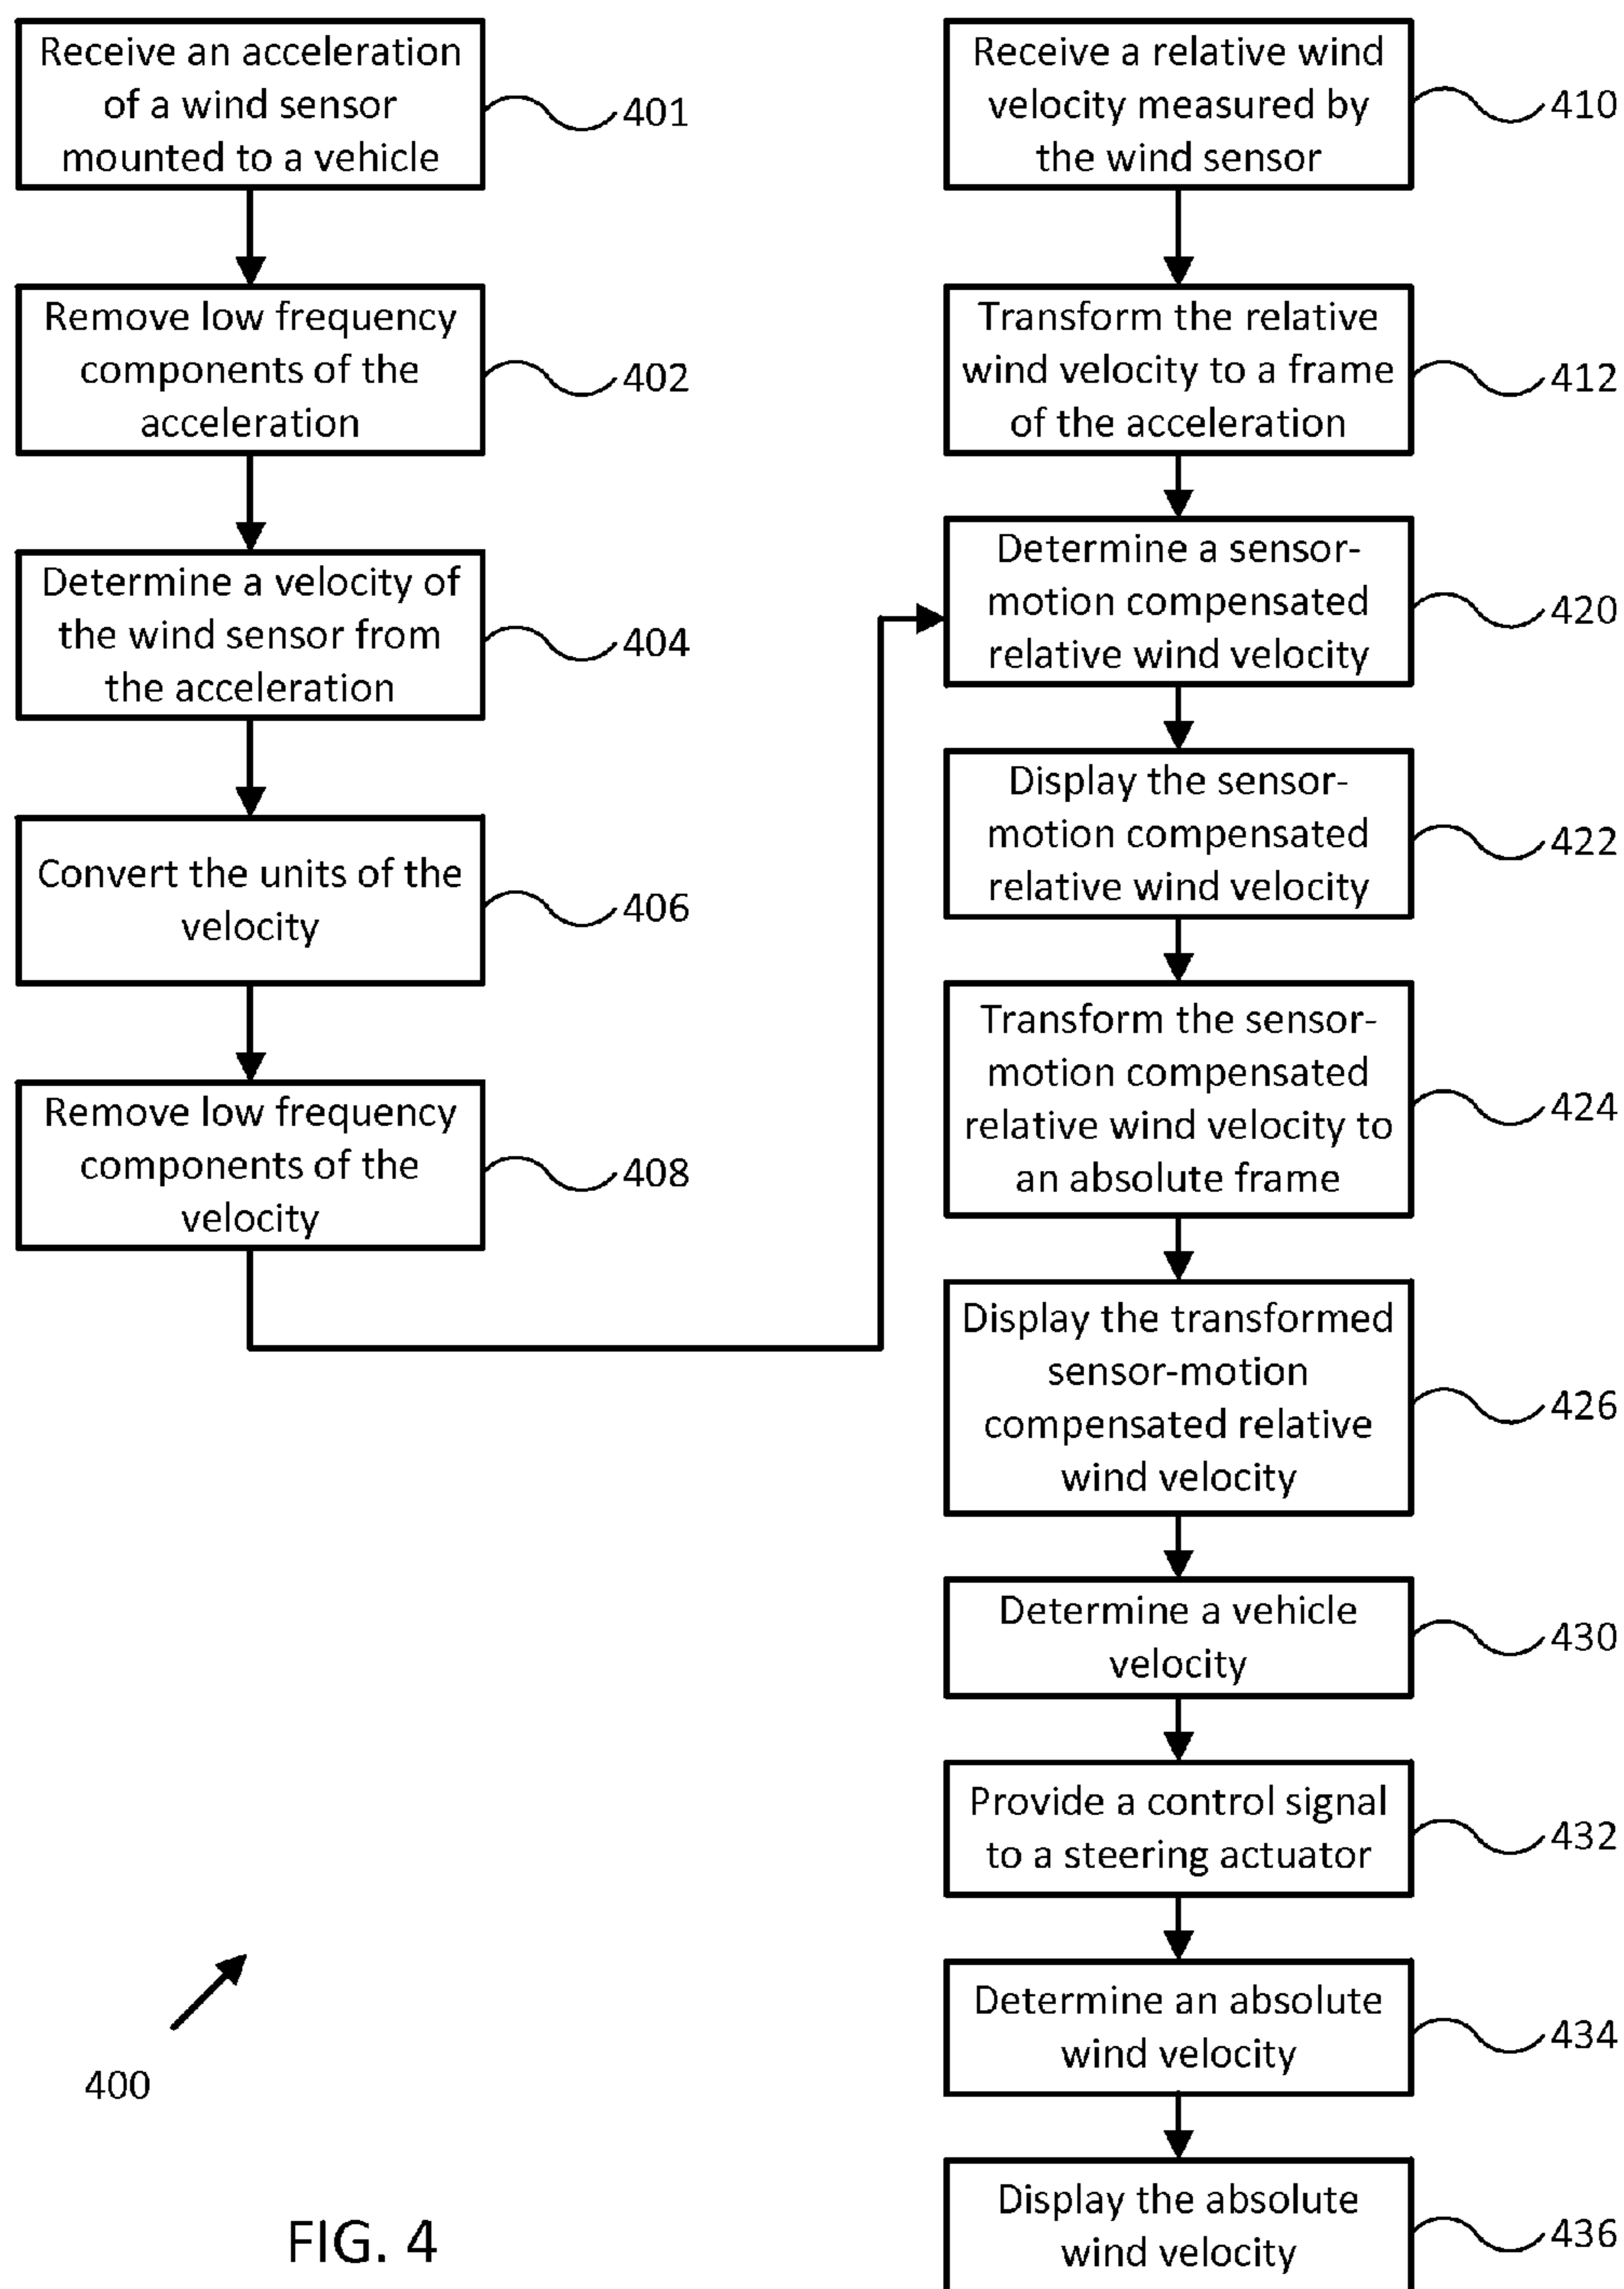 Receive an acceleration
of a wind sensor
mounted to a vehicle
401
Remove low frequency
components of the
acceleration
402
Determine a velocity of
the wind sensor from
the acceleration
404
Convert the units of the
velocity
406
Remove low frequency
components of the
velocity
408
Receive a relative wind
velocity measured by
the wind sensor
410
Transform the relative
wind velocity to a frame
of the acceleration
412
Determine a sensor-
motion compensated
relative wind velocity
420
Display the sensor-
motion compensated
relative wind velocity
422
Transform the sensor-
motion compensated
relative wind velocity to
an absolute frame
424
Display the transformed
sensor-motion
compensated relative
wind velocity
426
Determine a vehicle
velocity
430
Provide a control signal
to a steering actuator
432
Determine an absolute
wind velocity
434
Display the absolute
wind velocity
436
400
FIG. 4